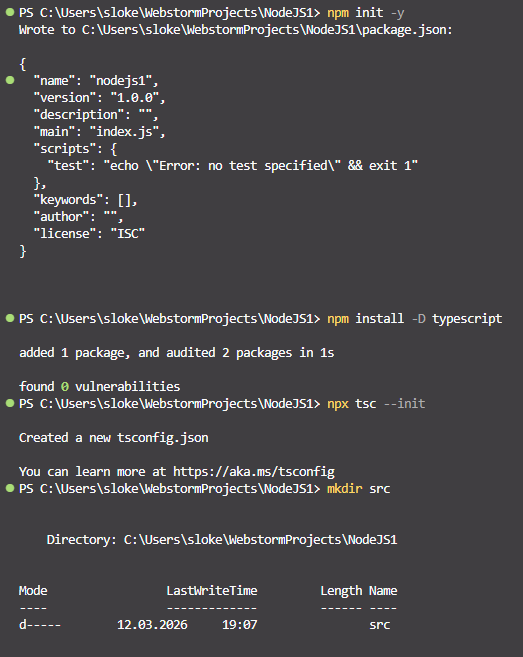 PS C:\Users\sloke\WebstormProjects\NodeJS1> npm init -y
Wrote to C:\Users\sloke\WebstormProjects\NodeJS1\package.json:
{
  "name": "nodejs1",
  "version": "1.0.0",
  "description": "",
  "main": "index.js",
  "scripts": {
    "test": "echo \"Error: no test specified\" && exit 1"
  },
  "keywords": [],
  "author": "",
  "license": "ISC"
}
PS C:\Users\sloke\WebstormProjects\NodeJS1> npm install -D typescript
added 1 package, and audited 2 packages in 1s
found 0 vulnerabilities
PS C:\Users\sloke\WebstormProjects\NodeJS1> npx tsc --init
Created a new tsconfig.json
You can learn more at https://aka.ms/tsconfig
PS C:\Users\sloke\WebstormProjects\NodeJS1> mkdir src
    Directory: C:\Users\sloke\WebstormProjects\NodeJS1
Mode                 LastWriteTime         Length Name
----                 -------------         ------ ----
d-----        12.03.2026     19:07                src